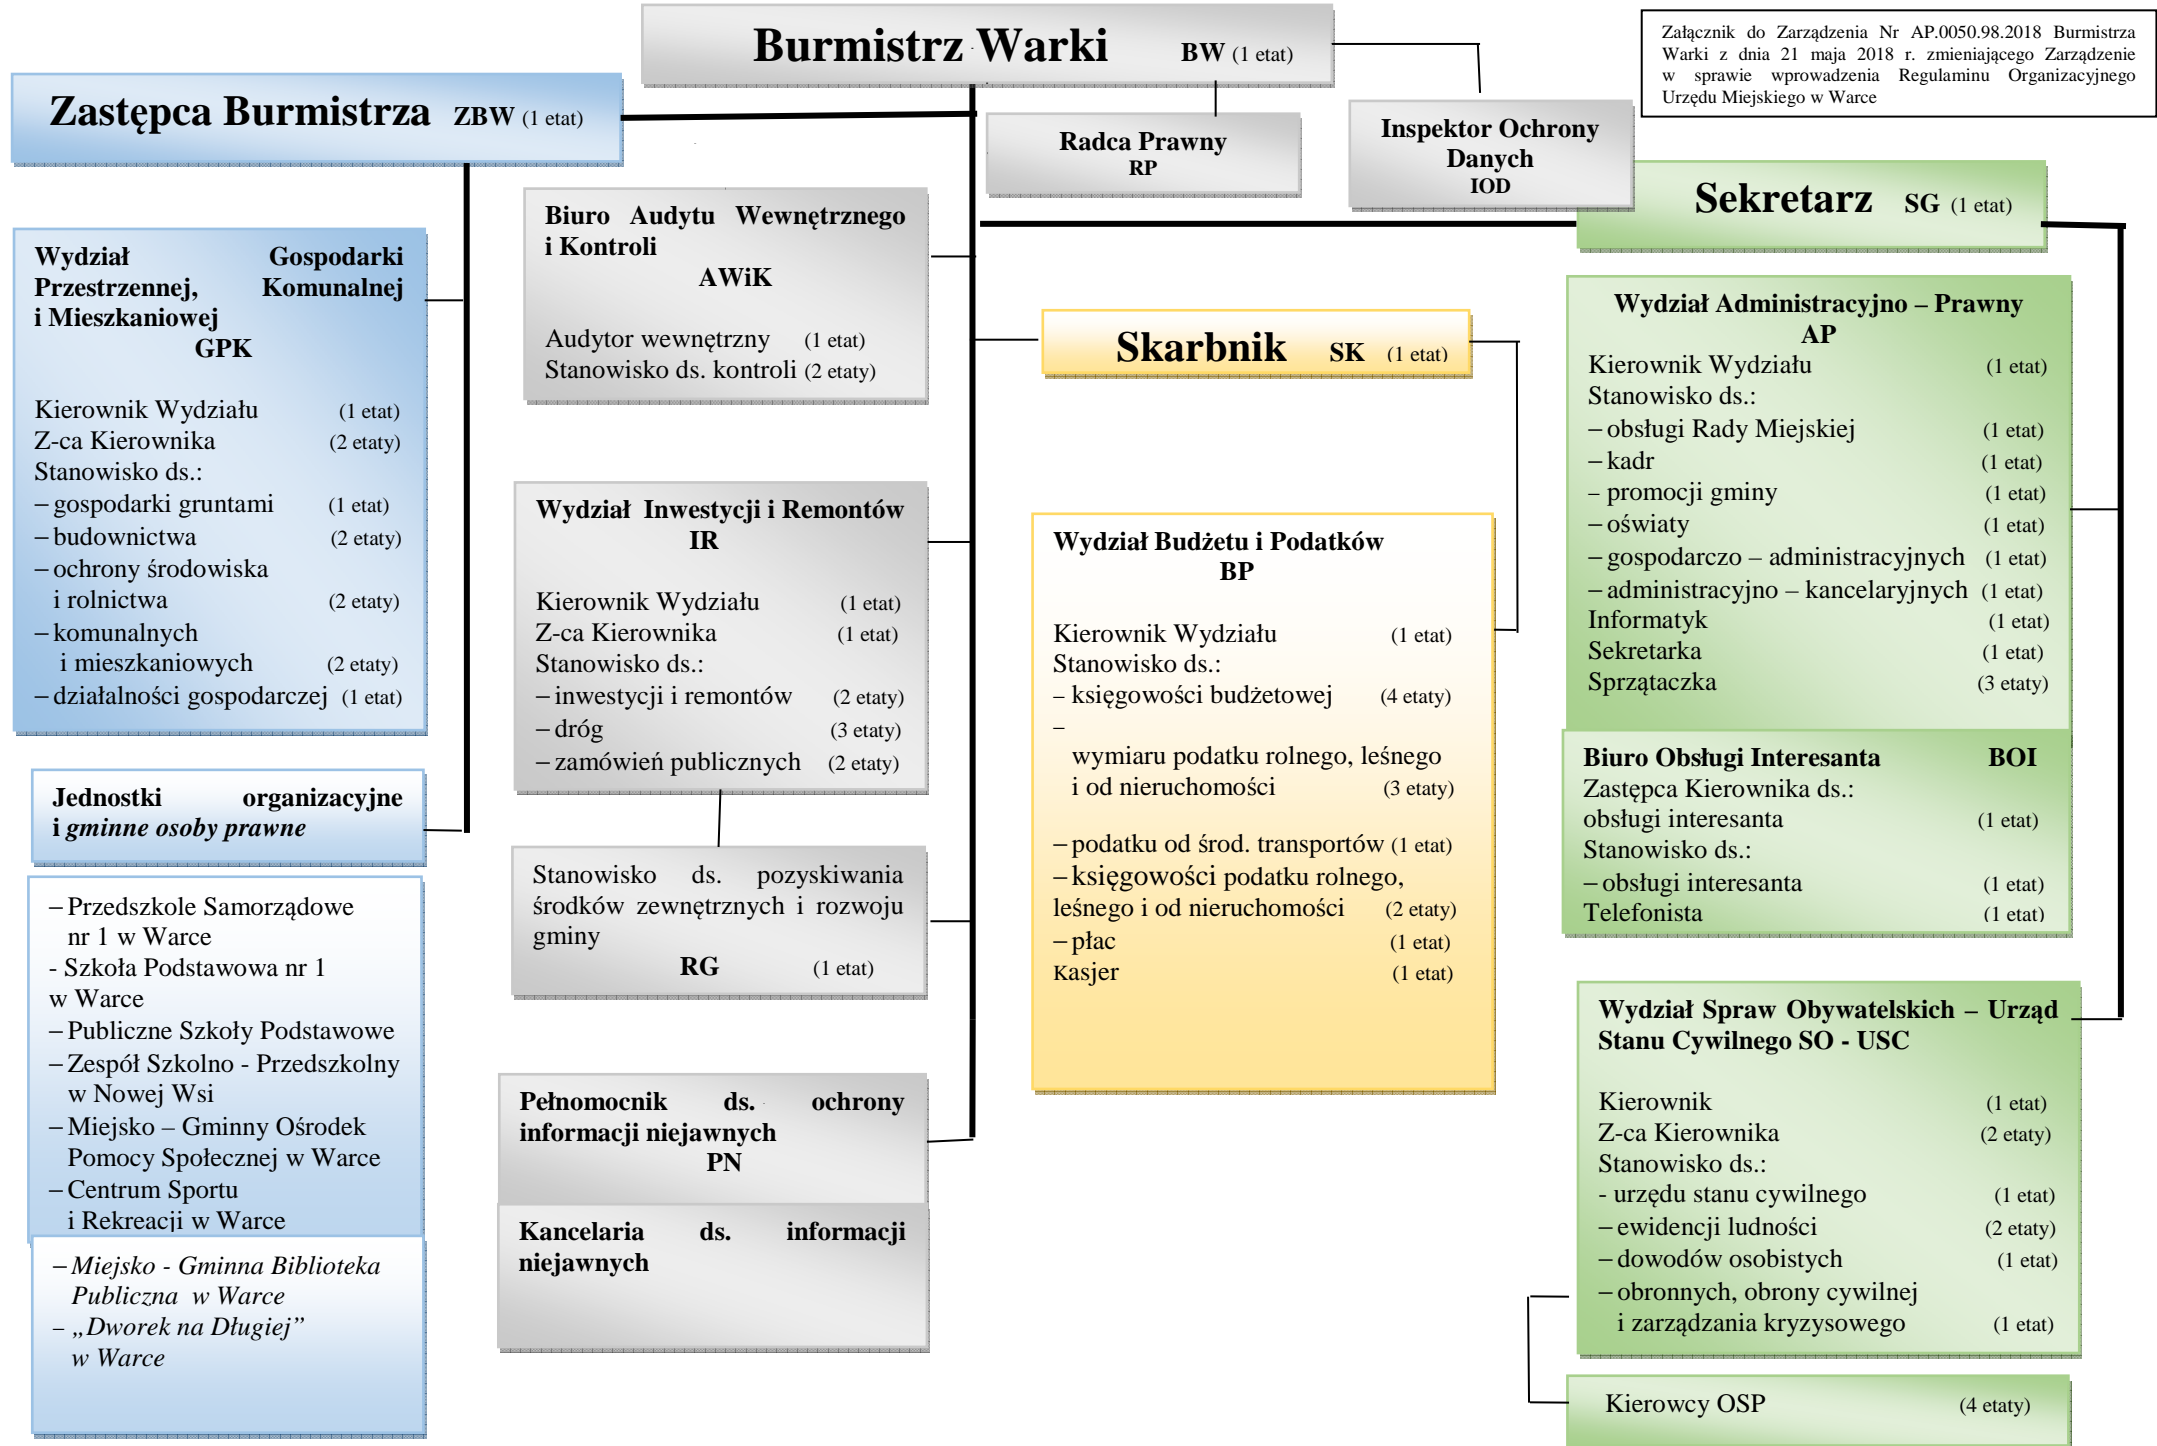 Burmistrz Warki BW (1 etat)
Załącznik do Zarządzenia Nr AP.0050.98.2018 Burmistrza
Warki z dnia 21 maja 2018 r. zmieniającego Zarządzenie
w sprawie wprowadzenia Regulaminu Organizacyjnego
Urzędu Miejskiego w Warce
Zastępca Burmistrza ZBW (1 etat)
Radca Prawny
RP
Inspektor Ochrony
Danych
IOD
Sekretarz SG (1 etat)
Wydział Gospodarki
Przestrzennej, Komunalnej
i Mieszkaniowej
GPK
Kierownik Wydziału (1 etat)
Z-ca Kierownika (2 etaty)
Stanowisko ds.:
– gospodarki gruntami (1 etat)
– budownictwa (2 etaty)
– ochrony środowiska
i rolnictwa (2 etaty)
– komunalnych
i mieszkaniowych (2 etaty)
– działalności gospodarczej (1 etat)
Jednostki organizacyjne
i gminne osoby prawne
– Przedszkole Samorządowe
nr 1 w Warce
- Szkoła Podstawowa nr 1
w Warce
– Publiczne Szkoły Podstawowe
– Zespół Szkolno - Przedszkolny
w Nowej Wsi
– Miejsko – Gminny Ośrodek
Pomocy Społecznej w Warce
– Centrum Sportu
i Rekreacji w Warce
– Miejsko - Gminna Biblioteka
Publiczna w Warce
– „Dworek na Długiej”
w Warce
Biuro Audytu Wewnętrznego
i Kontroli
AWiK
Audytor wewnętrzny (1 etat)
Stanowisko ds. kontroli (2 etaty)
Wydział Inwestycji i Remontów
IR
Kierownik Wydziału (1 etat)
Z-ca Kierownika (1 etat)
Stanowisko ds.:
– inwestycji i remontów (2 etaty)
– dróg (3 etaty)
– zamówień publicznych (2 etaty)
Stanowisko ds. pozyskiwania
środków zewnętrznych i rozwoju
gminy
RG (1 etat)
Pełnomocnik ds. ochrony
informacji niejawnych
PN
Kancelaria ds. informacji
niejawnych
Skarbnik SK (1 etat)
Wydział Budżetu i Podatków
BP
Kierownik Wydziału (1 etat)
Stanowisko ds.:
– księgowości budżetowej (4 etaty)
–
wymiaru podatku rolnego, leśnego
i od nieruchomości (3 etaty)
– podatku od środ. transportów (1 etat)
– księgowości podatku rolnego,
leśnego i od nieruchomości (2 etaty)
– płac (1 etat)
Kasjer (1 etat)
Wydział Administracyjno – Prawny
AP
Kierownik Wydziału (1 etat)
Stanowisko ds.:
– obsługi Rady Miejskiej (1 etat)
– kadr (1 etat)
– promocji gminy (1 etat)
– oświaty (1 etat)
– gospodarczo – administracyjnych (1 etat)
– administracyjno – kancelaryjnych (1 etat)
Informatyk (1 etat)
Sekretarka (1 etat)
Sprzątaczka (3 etaty)
Biuro Obsługi Interesanta BOI
Zastępca Kierownika ds.:
obsługi interesanta (1 etat)
Stanowisko ds.:
– obsługi interesanta (1 etat)
Telefonista (1 etat)
Wydział Spraw Obywatelskich – Urząd
Stanu Cywilnego SO - USC
Kierownik (1 etat)
Z-ca Kierownika (2 etaty)
Stanowisko ds.:
- urzędu stanu cywilnego (1 etat)
– ewidencji ludności (2 etaty)
– dowodów osobistych (1 etat)
– obronnych, obrony cywilnej
i zarządzania kryzysowego (1 etat)
Kierowcy OSP (4 etaty)